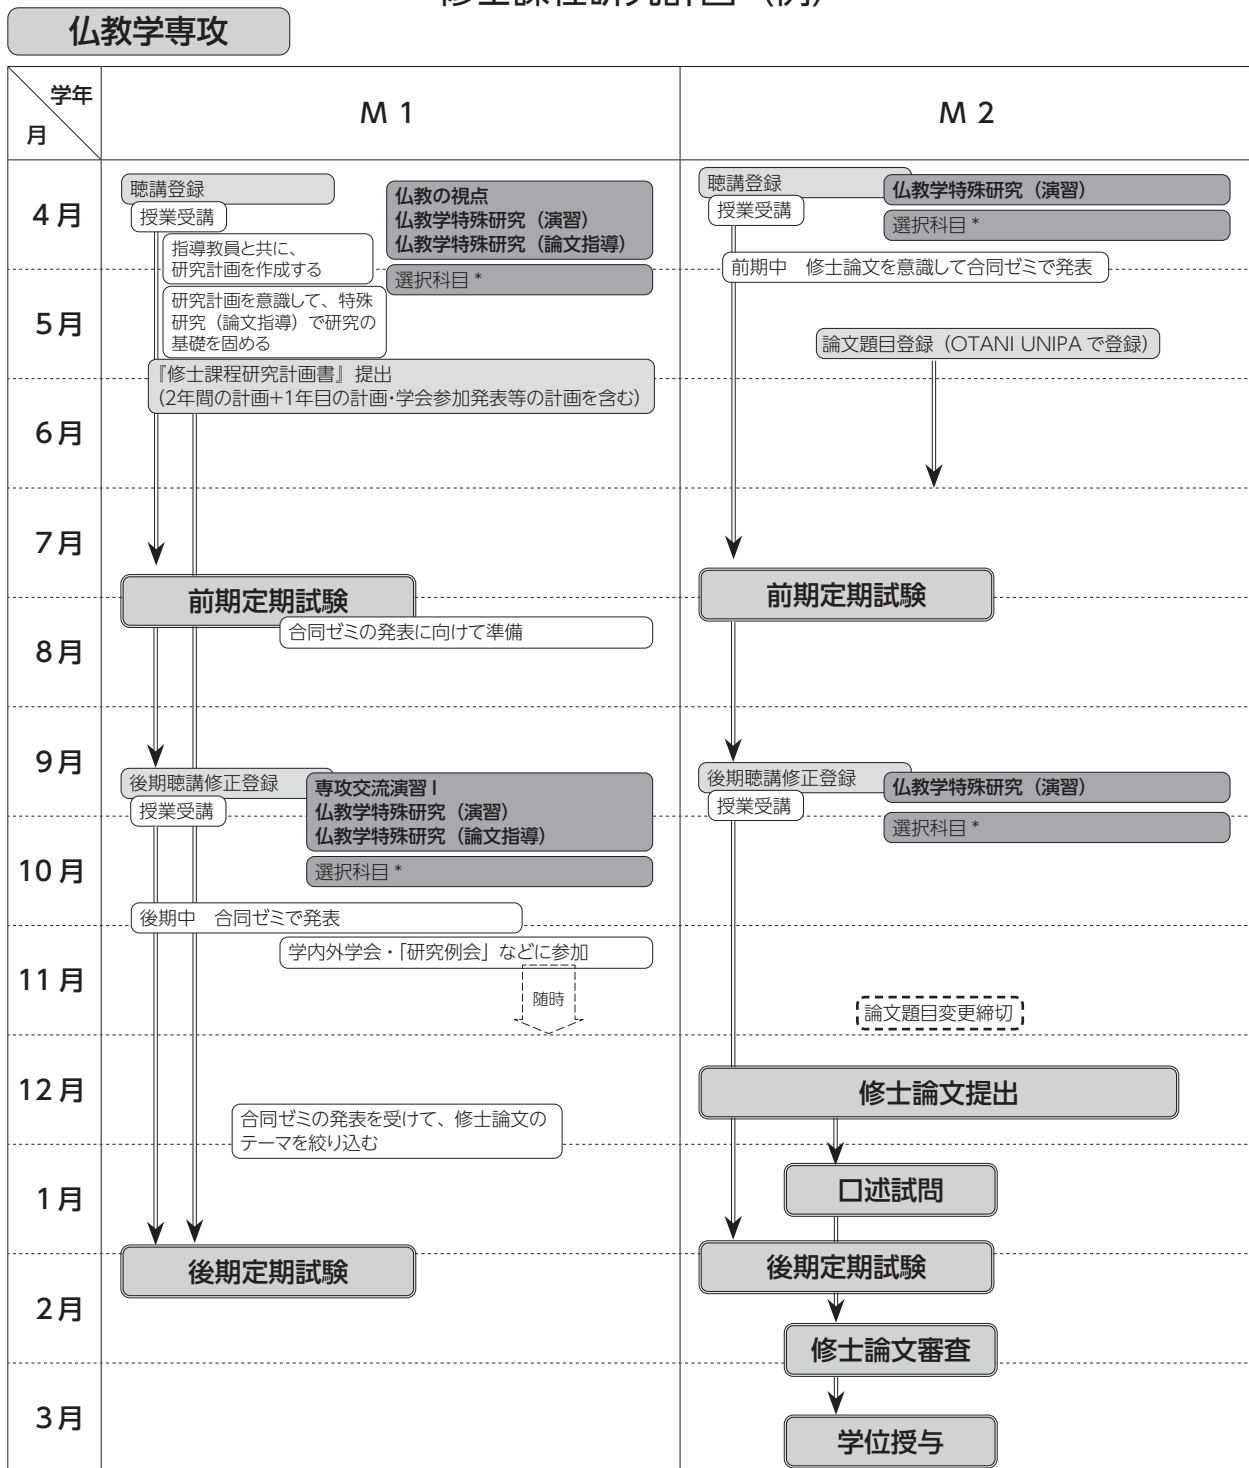 修士課程研究計画（例）
仏教学専攻
学年
月
M 1
M 2
4月
聴講登録
授業受講
仏教の視点
仏教学特殊研究（演習）
仏教学特殊研究（論文指導）
選択科目*
指導教員と共に、
研究計画を作成する
聴講登録
授業受講
仏教学特殊研究（演習）
選択科目*
前期中　修士論文を意識して合同ゼミで発表
5月
研究計画を意識して、特殊
研究（論文指導）で研究の
基礎を固める
『修士課程研究計画書』提出
（2年間の計画+1年目の計画・学会参加発表等の計画を含む）
論文題目登録（OTANI UNIPA で登録）
6月
7月
前期定期試験
前期定期試験
8月
合同ゼミの発表に向けて準備
9月
後期聴講修正登録
授業受講
専攻交流演習 I
仏教学特殊研究（演習）
仏教学特殊研究（論文指導）
選択科目*
後期聴講修正登録
授業受講
仏教学特殊研究（演習）
選択科目*
10月
後期中　合同ゼミで発表
11月
学内外学会・「研究例会」などに参加
随時
論文題目変更締切
12月
合同ゼミの発表を受けて、修士論文の
テーマを絞り込む
修士論文提出
1月
口述試問
後期定期試験
後期定期試験
2月
修士論文審査
3月
学位授与